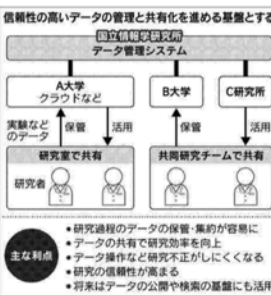 信頼性の高いデータの管理と共有化を進める基盤とする
国立情報学研究所
データ管理システム
A大学
クラウドなど
B大学
C研究所
実験など
のデータ
保管
活用
保管
活用
研究室で共有
共同研究チームで共有
研究者
主な利点
●研究過程のデータの保管・集約が容易に
●データの共有で研究効率を向上
●データ操作など研究不正がしにくくなる
●研究の信頼性が高まる
●将来はデータの公開や検索の基盤にも活用